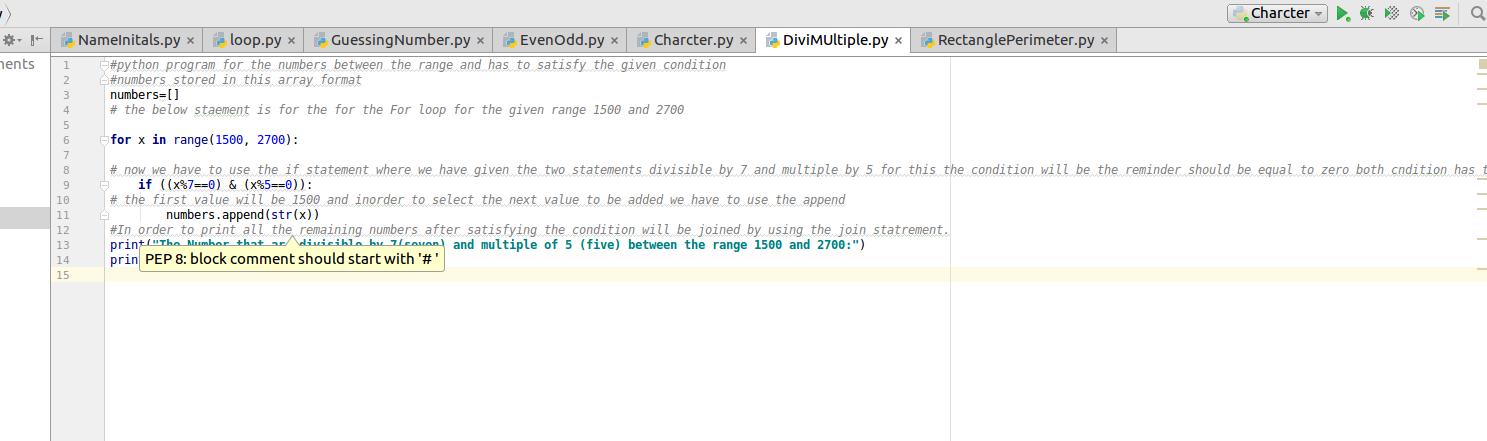 Charcter
NameInitals.py loop.py GuessingNumber.py EvenOdd.py Charcter.py DiviMUltiple.py RectanglePerimeter.py
ments
1 #python program for the numbers between the range and has to satisfy the given condition
2 #numbers stored in this array format
3 numbers=[]
4 # the below staement is for the for the For loop for the given range 1500 and 2700
5
6 for x in range(1500, 2700):
7
8 # now we have to use the if statement where we have given the two statements divisible by 7 and multiple by 5 for this the condition will be the reminder should be equal to zero both cndition has t
9 if ((x%7==0) & (x%5==0)):
10 # the first value will be 1500 and inorder to select the next value to be added we have to use the append
11 numbers.append(str(x))
12 #In order to print all the remaining numbers after satisfying the condition will be joined by using the join statrement.
13 print("The Number that are divisible by 7(seven) and multiple of 5 (five) between the range 1500 and 2700:")
14 prin
PEP 8: block comment should start with '# '
15